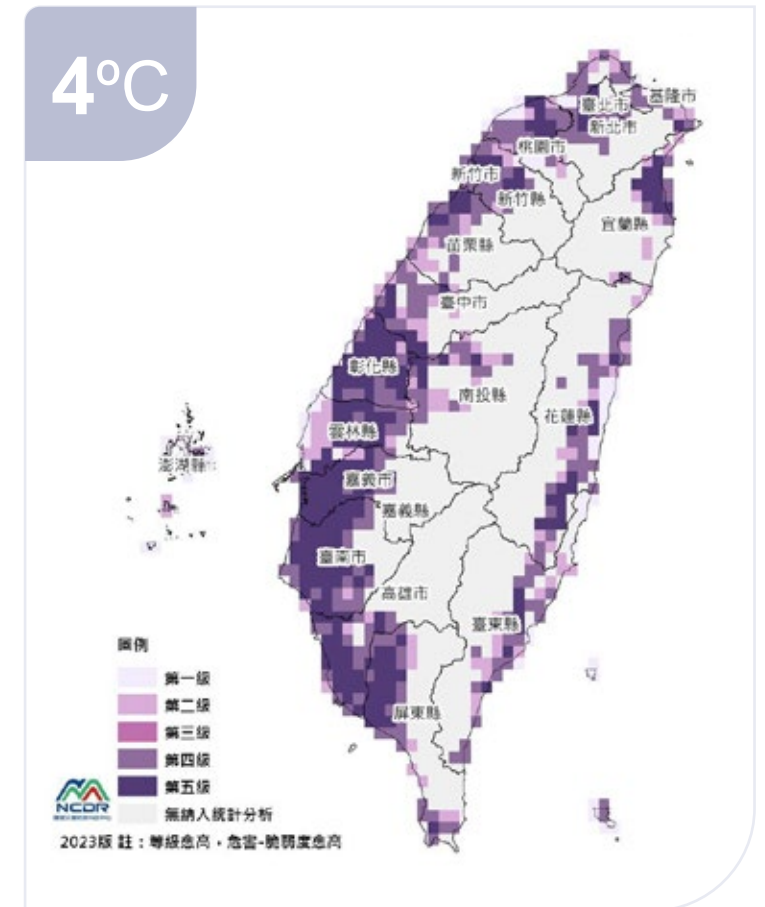 4°C
基隆市
臺北市
新北市
桃園市
新竹市
新竹縣
宜蘭縣
苗栗縣
臺中市
彰化縣
南投縣
花蓮縣
雲林縣
澎湖縣
嘉義市
嘉義縣
臺南市
高雄市
臺東縣
屏東縣
圖例
第一級
第二級
第三級
第四級
第五級
無納入統計分析
NCDR
2023版 註：等級愈高，危害-脆弱度愈高